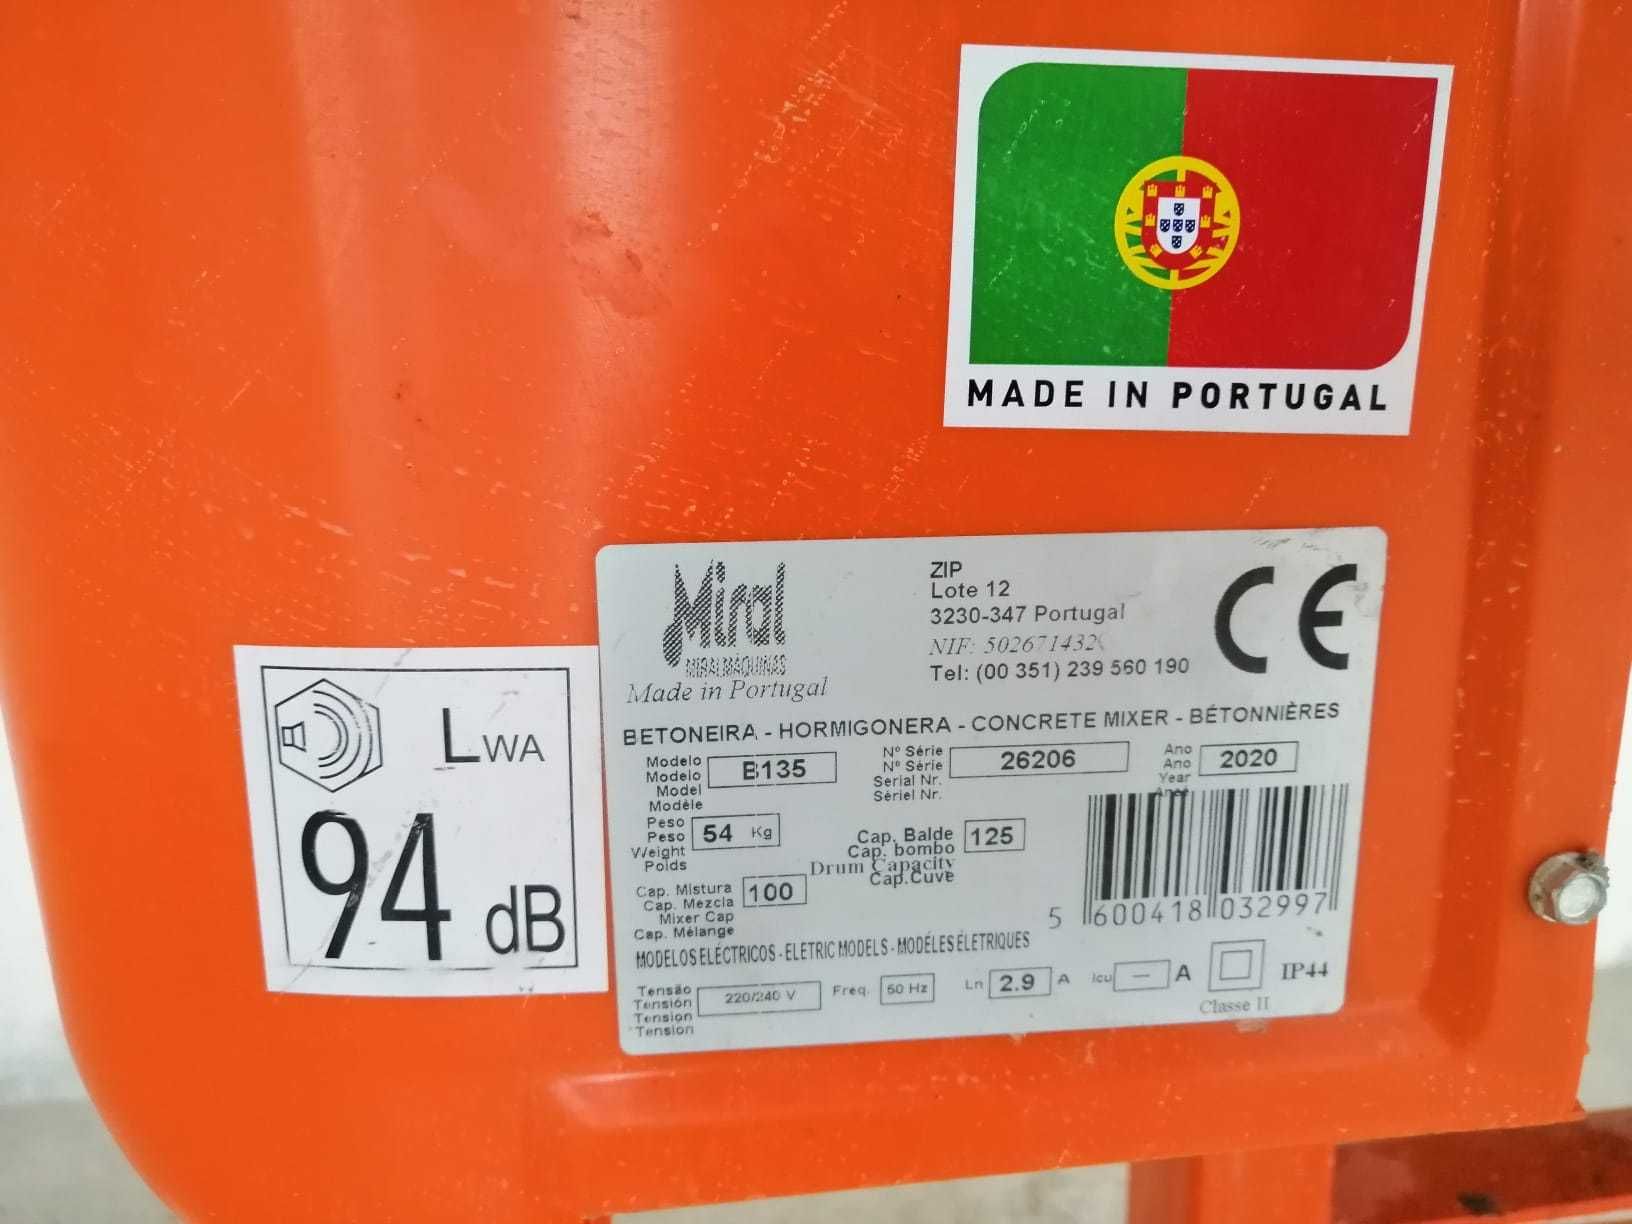 MADE IN PORTUGAL
Miral
MIRALMÁQUINAS
Made in Portugal
ZIP
Lote 12
3230-347 Portugal
NIF: 502671432
Tel: (00 351) 239 560 190
CE
BETONEIRA - HORMIGONERA - CONCRETE MIXER - BÉTONNIÈRES
Modelo
Modelo
Model
Modèle
B135
Nº Série
Nº Série
Serial Nr.
Sériel Nr.
26206
Ano
Ano
Year
2020
Peso
Peso
Weight
Poids
54 Kg
Cap. Balde
Cap. bombo
Drum Capacity
Cap.Cuve
125
Cap. Mistura
Cap. Mezcla
Mixer Cap
Cap. Mélange
100
5 600418 032997
MODELOS ELÉCTRICOS - ELETRIC MODELS - MODÉLES ÉLETRIQUES
Tensão
Tensión
Tension
Tension
220/240 V
Freq. 50 Hz
Ln 2.9 A
Icu — A
Classe II
IP44
LWA
94 dB